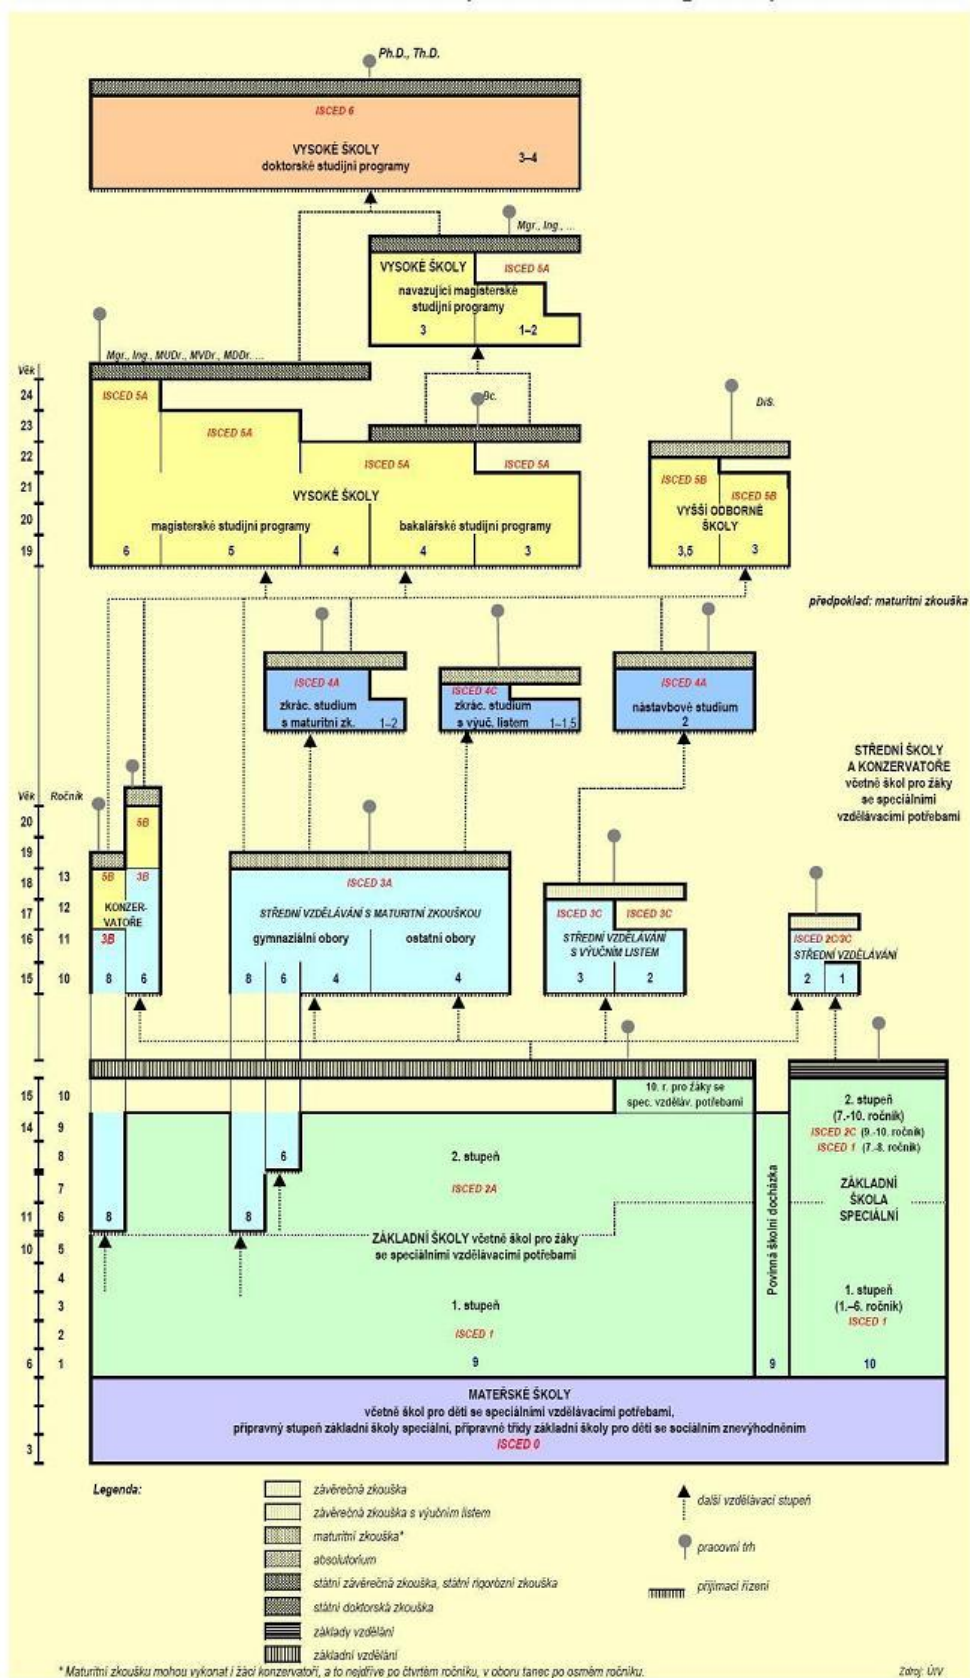 Ph.D., Th.D.
ISCED 6
VYSOKÉ ŠKOLY
doktorské studijní programy
3–4
Mgr., Ing., ...
VYSOKÉ ŠKOLY
ISCED 5A
navazující magisterské
studijní programy
3
1–2
Mgr., Ing., MUDr., MVDr., MDDr. ...
Věk
24
23
22
21
20
19
ISCED 5A
ISCED 5A
ISCED 5A
Bc.
ISCED 5A
VYSOKÉ ŠKOLY
magisterské studijní programy
bakalářské studijní programy
6
5
4
4
3
DiS.
ISCED 5B
ISCED 5B
VYŠŠÍ ODBORNÉ
ŠKOLY
3,5
3
předpoklad: maturitní zkouška
ISCED 4A
zkrác. studium
s maturitní zk.
1–2
ISCED 4C
zkrác. studium
s výuč. listem
1–1,5
ISCED 4A
nástavbové studium
2
STŘEDNÍ ŠKOLY
A KONZERVATOŘE
včetně škol pro žáky
se speciálními
vzdělávacími potřebami
Věk
Ročník
20
19
18
13
17
12
16
11
15
10
5B
5B
3B
KONZER-
VATOŘE
3B
8
6
ISCED 3A
STŘEDNÍ VZDĚLÁVÁNÍ S MATURITNÍ ZKOUŠKOU
gymnaziální obory
ostatní obory
8
6
4
4
ISCED 3C
ISCED 3C
STŘEDNÍ VZDĚLÁVÁNÍ
S VÝUČNÍM LISTEM
3
2
ISCED 2C/3C
STŘEDNÍ VZDĚLÁVÁNÍ
2
1
15
10
14
9
8
7
11
6
10
5
4
3
2
6
1
3
10. r. pro žáky se
spec. vzděláv. potřebami
8
8
6
2. stupeň
ISCED 2A
ZÁKLADNÍ ŠKOLY včetně škol pro žáky
se speciálními vzdělávacími potřebami
1. stupeň
ISCED 1
9
Povinná školní docházka
9
2. stupeň
(7.-10. ročník)
ISCED 2C (9.-10. ročník)
ISCED 1 (7.-8. ročník)
ZÁKLADNÍ
ŠKOLA
SPECIÁLNÍ
1. stupeň
(1.–6. ročník)
ISCED 1
10
MATEŘSKÉ ŠKOLY
včetně škol pro děti se speciálními vzdělávacími potřebami,
přípravný stupeň základní školy speciální, přípravné třídy základní školy pro děti se sociálním znevýhodněním
ISCED 0
Legenda:
závěrečná zkouška
závěrečná zkouška s výučním listem
maturitní zkouška*
absolutorium
státní závěrečná zkouška, státní rigorózní zkouška
státní doktorská zkouška
základy vzdělání
základní vzdělání
další vzdělávací stupeň
pracovní trh
přijímací řízení
* Maturitní zkoušku mohou vykonat i žáci konzervatoří, a to nejdříve po čtvrtém ročníku, v oboru tanec po osmém ročníku.
Zdroj: ÚIV